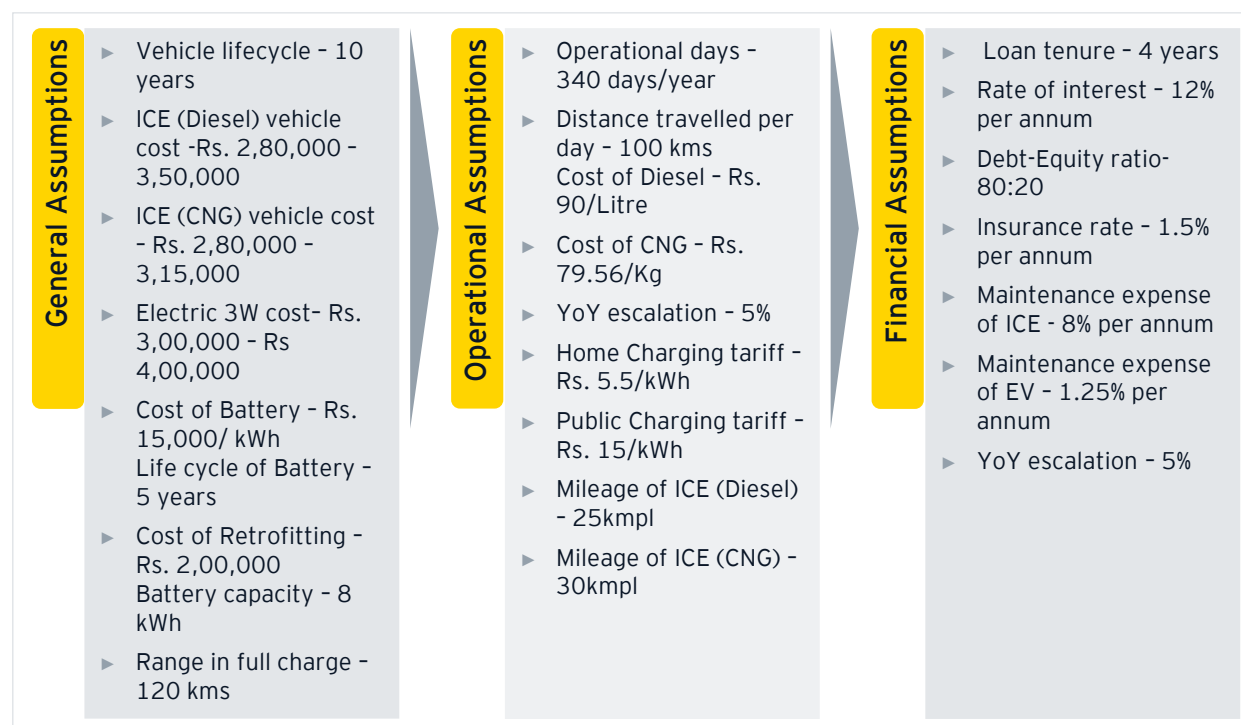 General Assumptions
► Vehicle lifecycle – 10
years
► ICE (Diesel) vehicle
cost -Rs. 2,80,000 –
3,50,000
► ICE (CNG) vehicle cost
– Rs. 2,80,000 –
3,15,000
► Electric 3W cost– Rs.
3,00,000 – Rs
4,00,000
► Cost of Battery – Rs.
15,000/ kWh
Life cycle of Battery –
5 years
► Cost of Retrofitting –
Rs. 2,00,000
Battery capacity – 8
kWh
► Range in full charge –
120 kms
Operational Assumptions
► Operational days –
340 days/year
► Distance travelled per
day – 100 kms
Cost of Diesel – Rs.
90/Litre
► Cost of CNG – Rs.
79.56/Kg
► YoY escalation – 5%
► Home Charging tariff –
Rs. 5.5/kWh
► Public Charging tariff –
Rs. 15/kWh
► Mileage of ICE (Diesel)
– 25kmpl
► Mileage of ICE (CNG) –
30kmpl
Financial Assumptions
► Loan tenure – 4 years
► Rate of interest – 12%
per annum
► Debt-Equity ratio-
80:20
► Insurance rate – 1.5%
per annum
► Maintenance expense
of ICE - 8% per annum
► Maintenance expense
of EV – 1.25% per
annum
► YoY escalation – 5%